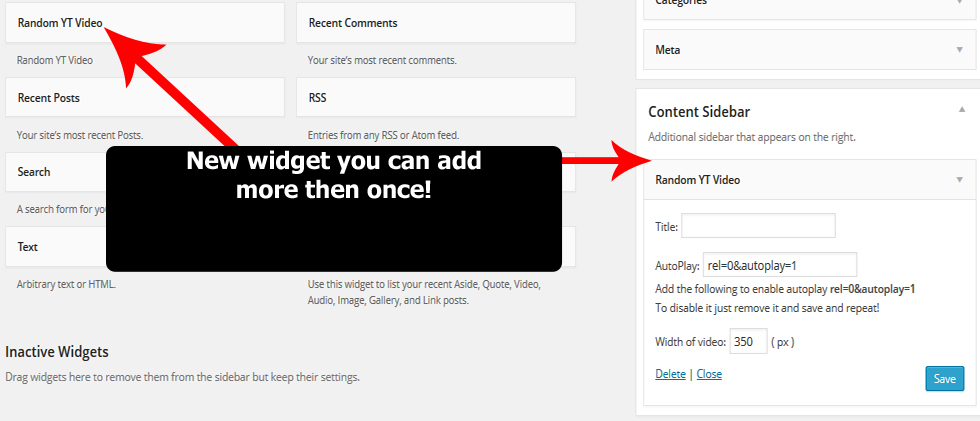 Random YT Video
Recent Comments
Random YT Video
Your site's most recent comments.
Recent Posts
RSS
Your site's most recent Posts.
Entries from any RSS or Atom feed.
Search
A search form for
Text
Arbitrary text or HTML.
Use this widget to list your recent Aside, Quote, Video,
Audio, Image, Gallery, and Link posts.
New widget you can add
more then once!
Inactive Widgets
Drag widgets here to remove them from the sidebar but keep their settings.
Categories
Meta
Content Sidebar
Additional sidebar that appears on the right.
Random YT Video
Title:
AutoPlay: rel=0&autoplay=1
Add the following to enable autoplay rel=0&autoplay=1
To disable it just remove it and save and repeat!
Width of video: 350 ( px )
Delete | Close
Save